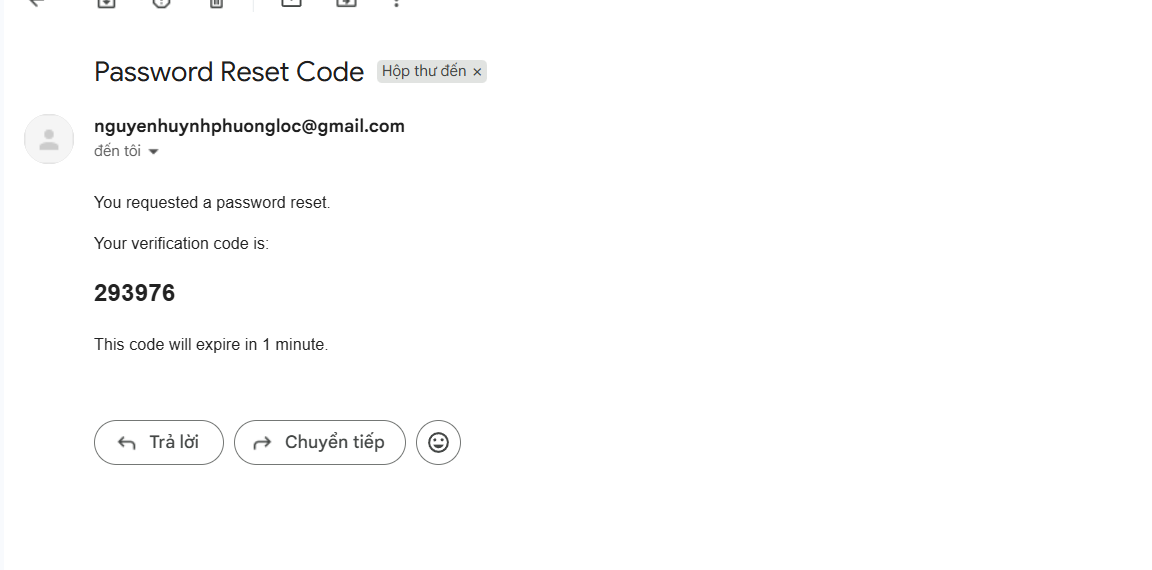 Password Reset Code Hộp thư đến ×
nguyenhuynhphuongloc@gmail.com
đến tôi
You requested a password reset.
Your verification code is:
293976
This code will expire in 1 minute.
Trả lời Chuyển tiếp